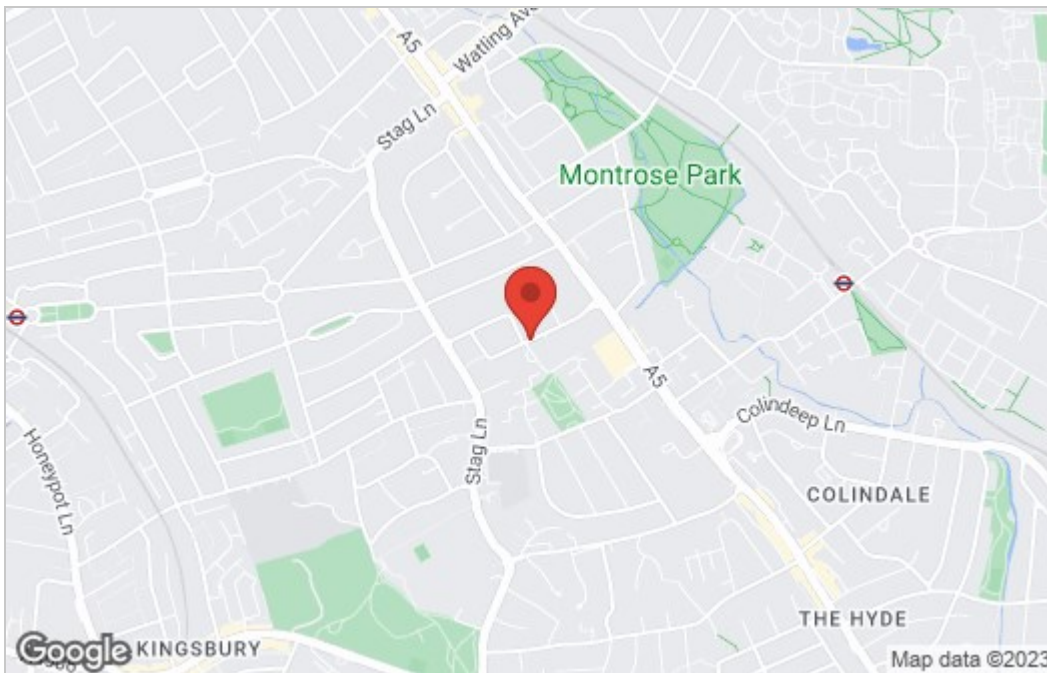 A5
Watling Ave
Stag Ln
Montrose Park
A5
Colindeep Ln
Stag Ln
Honeypot Ln
COLINDALE
THE HYDE
KINGSBURY
Google
Map data ©2023